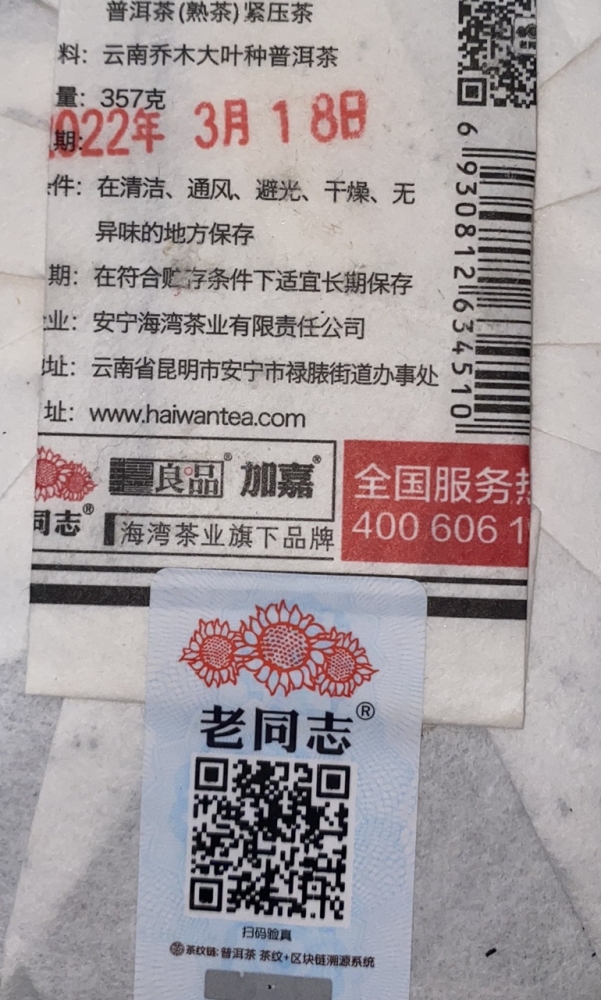 普洱茶(熟茶)紧压茶
料：云南乔木大叶种普洱茶
量：357克
期：
2022年 3月 1 8日
件：在清洁、通风、避光、干燥、无
异味的地方保存
期：在符合贮存条件下适宜长期保存
业：安宁海湾茶业有限责任公司
址：云南省昆明市安宁市禄脿街道办事处
址：www.haiwantea.com
6 930812 634510
良品® 加嘉®
同志®
海湾茶业旗下品牌
全国服务热
400 606 1
老同志®
扫码验真
茶纹链:普洱茶 茶纹+区块链溯源系统